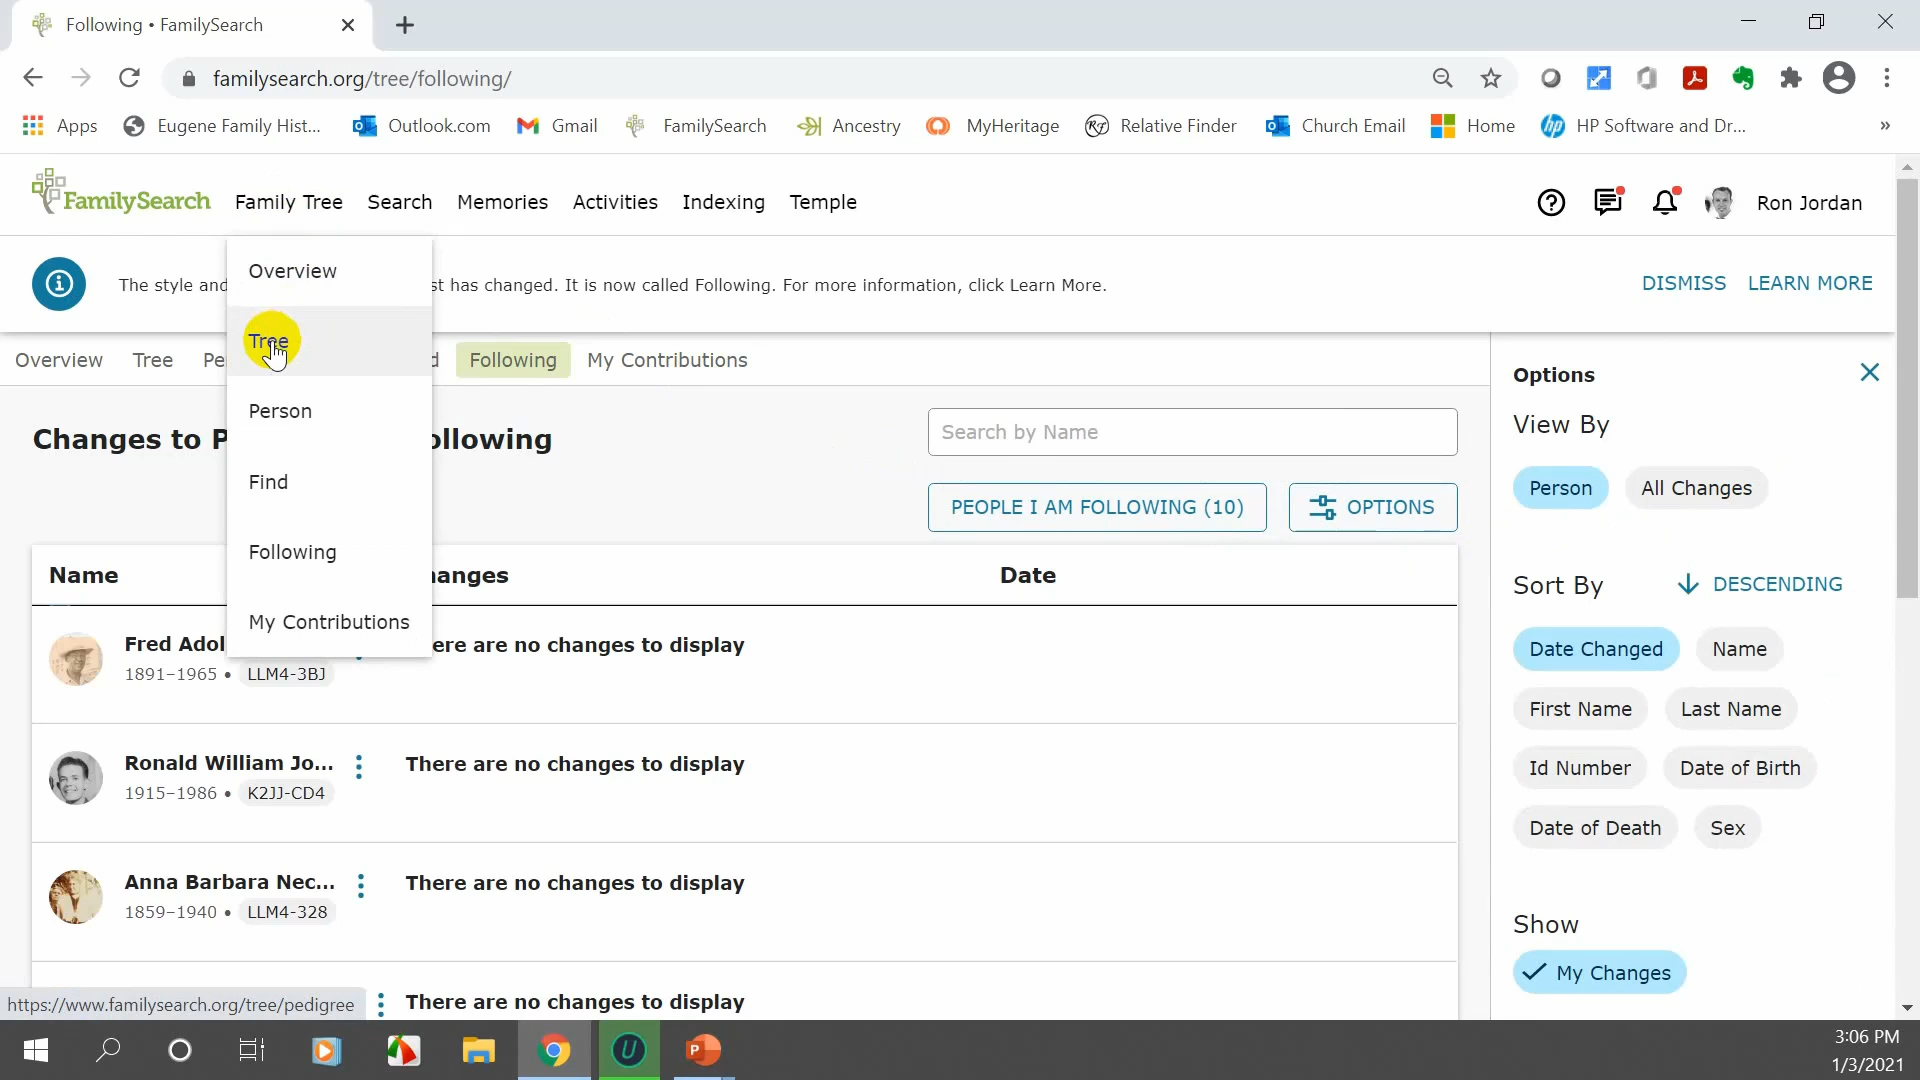 Following • FamilySearch
familysearch.org/tree/following/
Apps Eugene Family Hist... Outlook.com Gmail FamilySearch Ancestry MyHeritage Relative Finder Church Email Home HP Software and Dr... »
FamilySearch Family Tree Search Memories Activities Indexing Temple Ron Jordan
Overview
Tree
Person
Find
Following
My Contributions
The style and st has changed. It is now called Following. For more information, click Learn More. DISMISS LEARN MORE
Overview Tree Pe d Following My Contributions
Changes to P ollowing
Search by Name
PEOPLE I AM FOLLOWING (10) OPTIONS
Name hanges Date
Fred Adol ere are no changes to display
1891–1965 • LLM4-3BJ
Ronald William Jo... There are no changes to display
1915–1986 • K2JJ-CD4
Anna Barbara Nec... There are no changes to display
1859–1940 • LLM4-328
There are no changes to display
Options
View By
Person All Changes
Sort By DESCENDING
Date Changed Name
First Name Last Name
Id Number Date of Birth
Date of Death Sex
Show
My Changes
https://www.familysearch.org/tree/pedigree
3:06 PM
1/3/2021